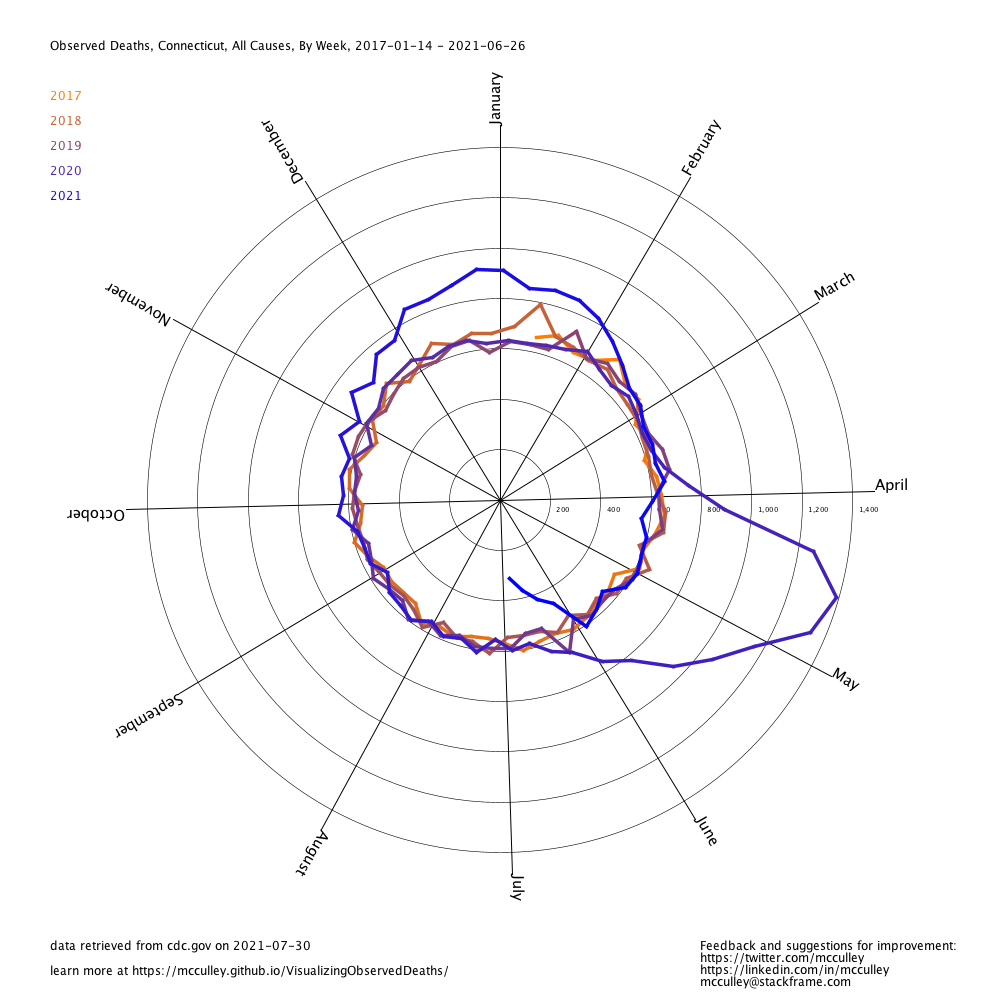 Observed Deaths, Connecticut, All Causes, By Week, 2017-01-14 - 2021-06-26
2017
2018
2019
2020
2021
January
February
March
April
May
June
July
August
September
October
November
December
200
400
800
1,000
1,200
1,400
data retrieved from cdc.gov on 2021-07-30
learn more at https://mcculley.github.io/VisualizingObservedDeaths/
Feedback and suggestions for improvement:
https://twitter.com/mcculley
https://linkedin.com/in/mcculley
mcculley@stackframe.com